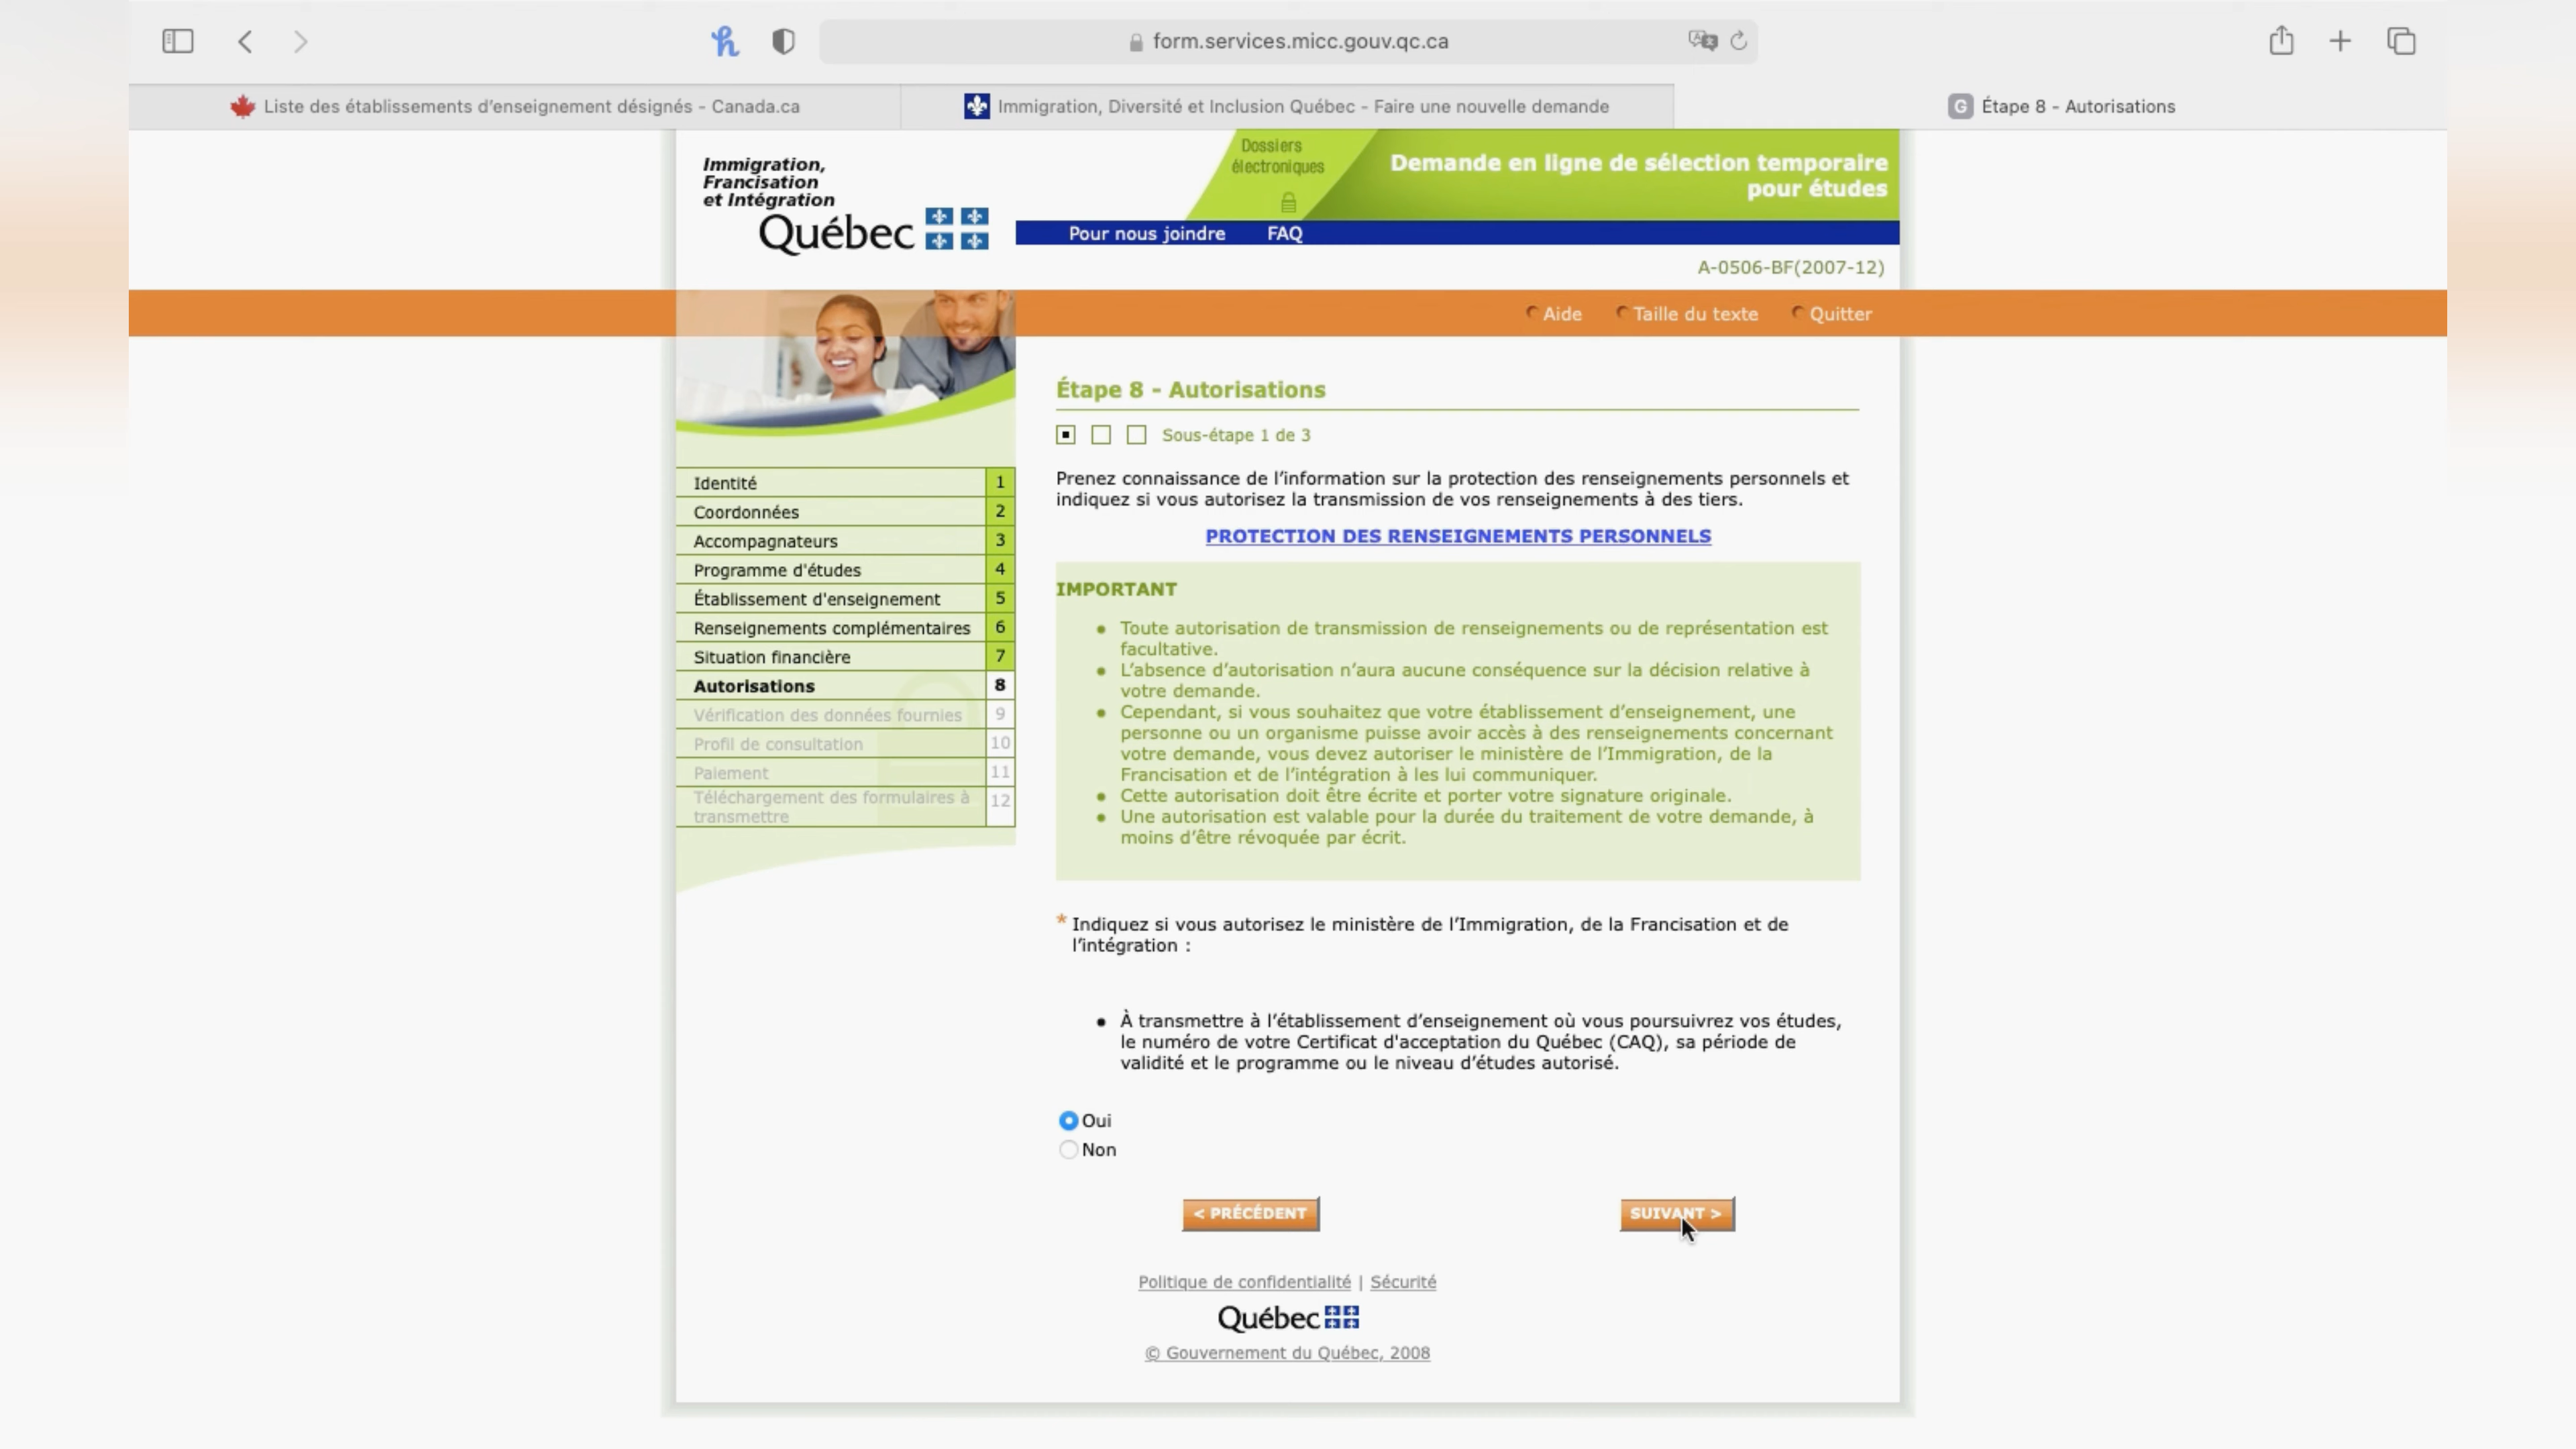 form.services.micc.gouv.qc.ca
Liste des établissements d'enseignement désignés - Canada.ca
Immigration, Diversité et Inclusion Québec - Faire une nouvelle demande
G Étape 8 - Autorisations
Immigration,
Francisation
et Intégration
Québec
Dossiers
électroniques
Demande en ligne de sélection temporaire
pour études
Pour nous joindre FAQ
A-0506-BF(2007-12)
Aide Taille du texte Quitter
Identité 1
Coordonnées 2
Accompagnateurs 3
Programme d'études 4
Établissement d'enseignement 5
Renseignements complémentaires 6
Situation financière 7
Autorisations 8
Vérification des données fournies 9
Profil de consultation 10
Paiement 11
Téléchargement des formulaires à 12
transmettre
Étape 8 - Autorisations
Sous-étape 1 de 3
Prenez connaissance de l'information sur la protection des renseignements personnels et
indiquez si vous autorisez la transmission de vos renseignements à des tiers.
PROTECTION DES RENSEIGNEMENTS PERSONNELS
IMPORTANT
Toute autorisation de transmission de renseignements ou de représentation est
facultative.
L'absence d'autorisation n'aura aucune conséquence sur la décision relative à
votre demande.
Cependant, si vous souhaitez que votre établissement d'enseignement, une
personne ou un organisme puisse avoir accès à des renseignements concernant
votre demande, vous devez autoriser le ministère de l'Immigration, de la
Francisation et de l'intégration à les lui communiquer.
Cette autorisation doit être écrite et porter votre signature originale.
Une autorisation est valable pour la durée du traitement de votre demande, à
moins d'être révoquée par écrit.
* Indiquez si vous autorisez le ministère de l'Immigration, de la Francisation et de
l'intégration :
À transmettre à l'établissement d'enseignement où vous poursuivrez vos études,
le numéro de votre Certificat d'acceptation du Québec (CAQ), sa période de
validité et le programme ou le niveau d'études autorisé.
Oui
Non
< PRÉCÉDENT SUIVANT >
Politique de confidentialité | Sécurité
Québec
© Gouvernement du Québec, 2008